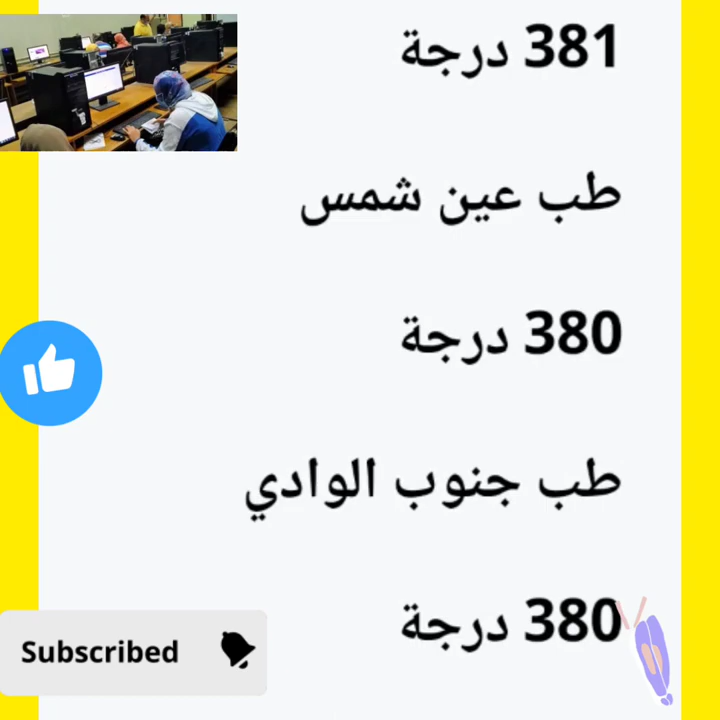 381 درجة
طب عين شمس
380 درجة
طب جنوب الوادي
380 درجة
Subscribed